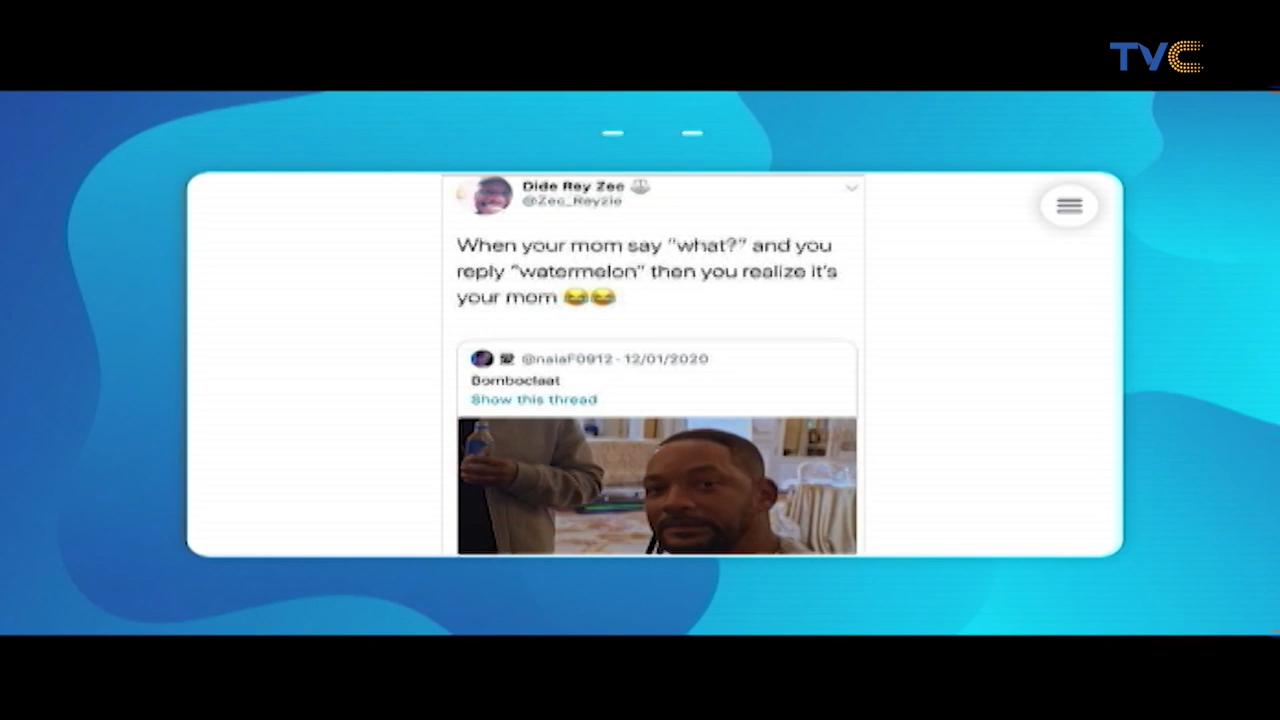 TVC
Dide Rey Zee
@Zec_Reyzie
When your mom say "what?" and you
reply "watermelon" then you realize it's
your mom 😂😂
@naiaF0912 · 12/01/2020
Bomboclaat
Show this thread